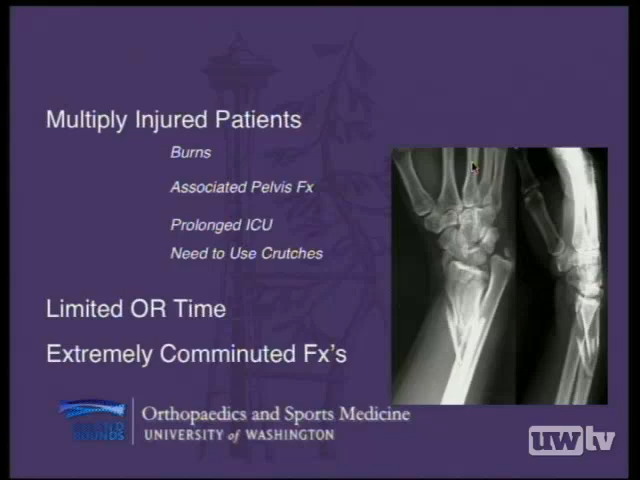 Multiply Injured Patients
Burns
Associated Pelvis Fx
Prolonged ICU
Need to Use Crutches
Limited OR Time
Extremely Comminuted Fx's
Orthopaedics and Sports Medicine
UNIVERSITY of WASHINGTON
ROUNDS
uwtv